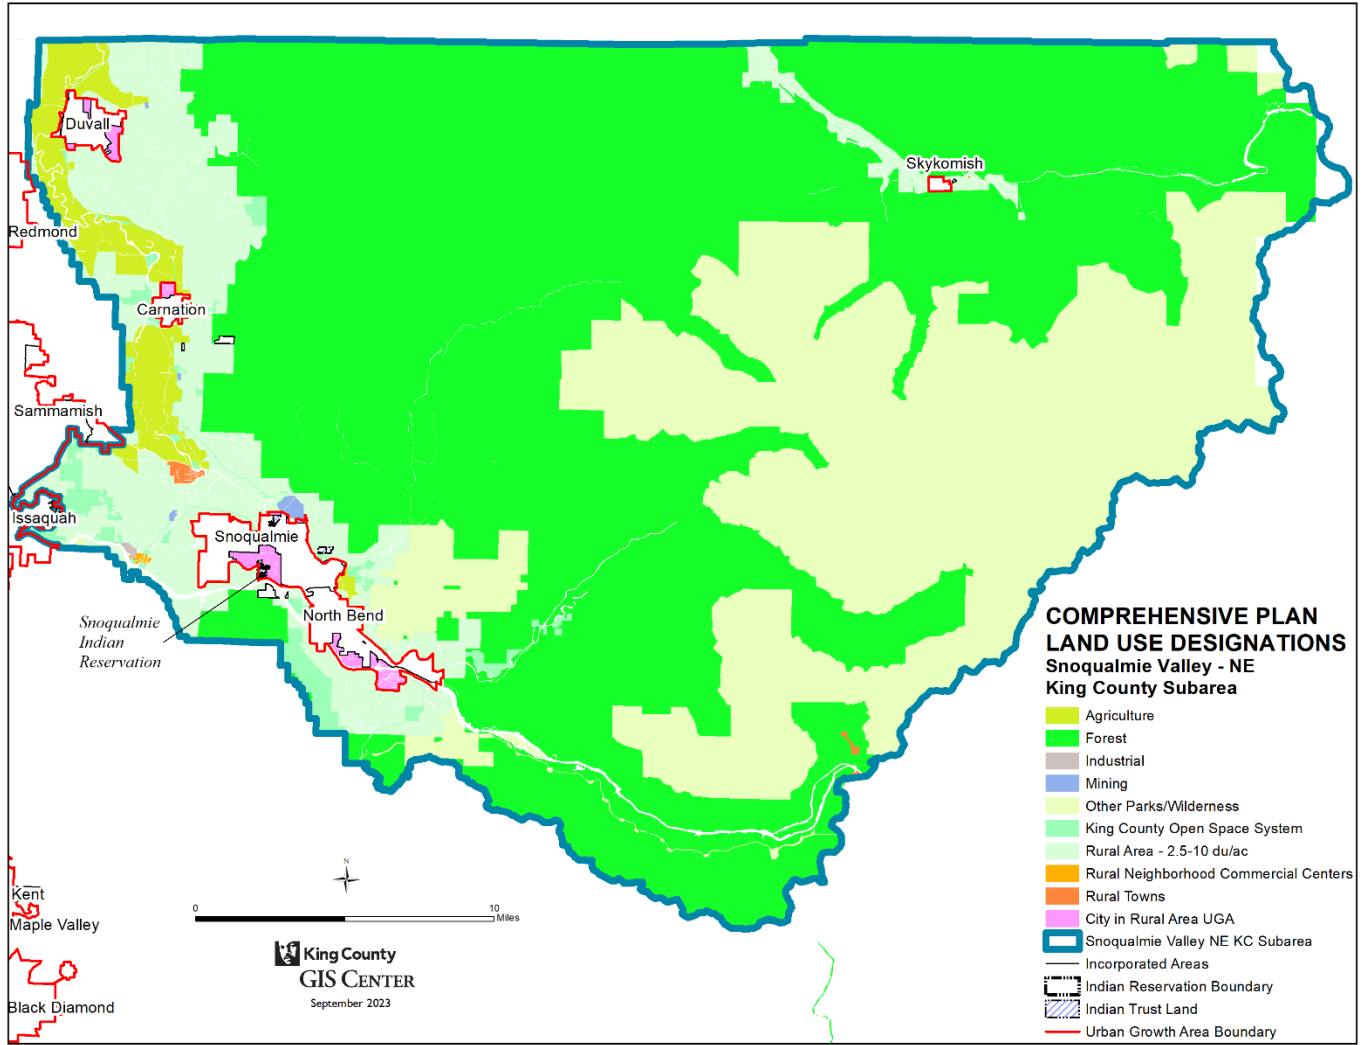 Duvall
Skykomish
Redmond
Carnation
Sammamish
Issaquah
Snoqualmie
North Bend
Snoqualmie
Indian
Reservation
COMPREHENSIVE PLAN
LAND USE DESIGNATIONS
Snoqualmie Valley - NE
King County Subarea
Agriculture
Forest
Industrial
Mining
Other Parks/Wilderness
King County Open Space System
Rural Area - 2.5-10 du/ac
Rural Neighborhood Commercial Centers
Rural Towns
City in Rural Area UGA
Snoqualmie Valley NE KC Subarea
Incorporated Areas
Indian Reservation Boundary
Indian Trust Land
Urban Growth Area Boundary
N
0 10
Miles
King County
GIS CENTER
September 2023
Kent
Maple Valley
Black Diamond